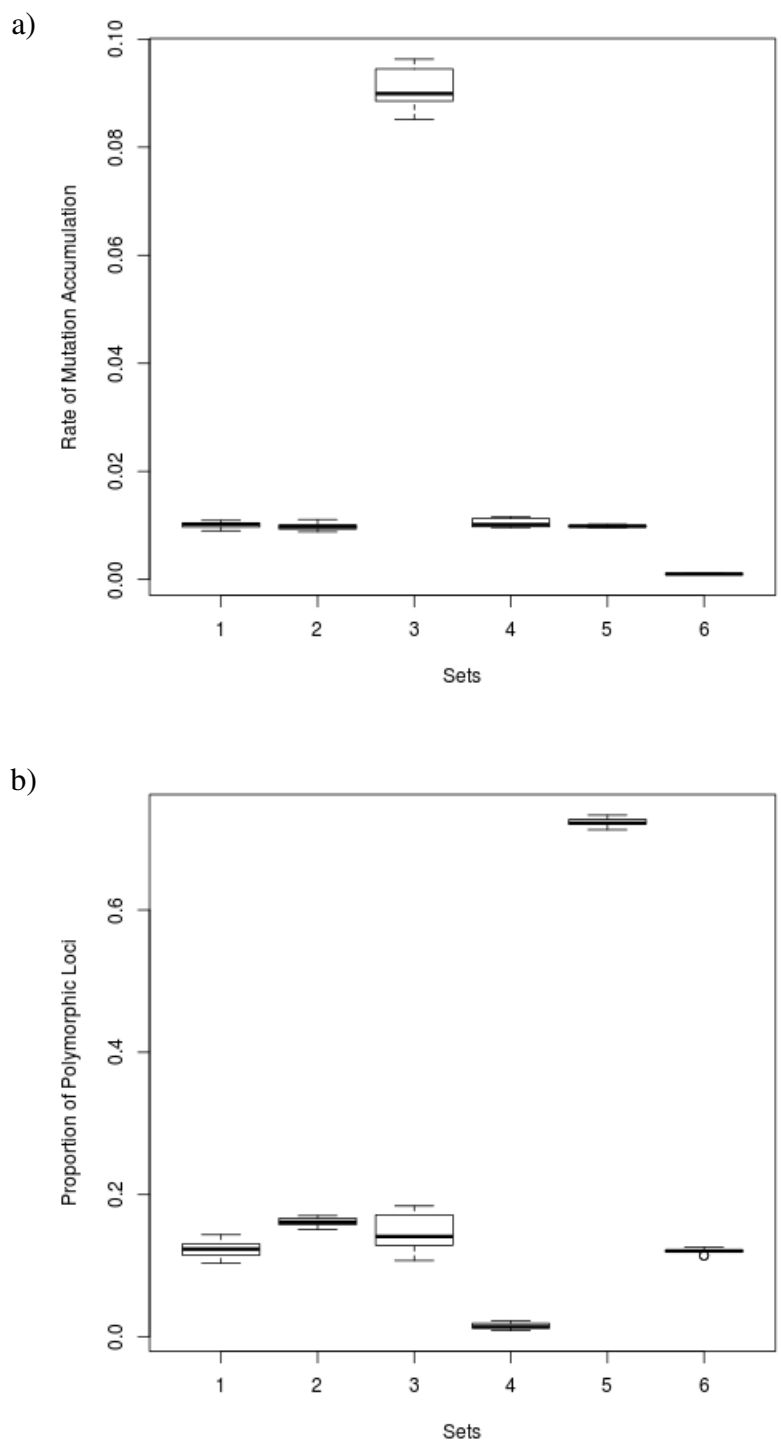 a)
0.10
0.08
0.06
0.04
0.02
0.00
Rate of Mutation Accumulation
1 2 3 4 5 6
Sets
b)
0.6
0.4
0.2
0.0
Proportion of Polymorphic Loci
1 2 3 4 5 6
Sets